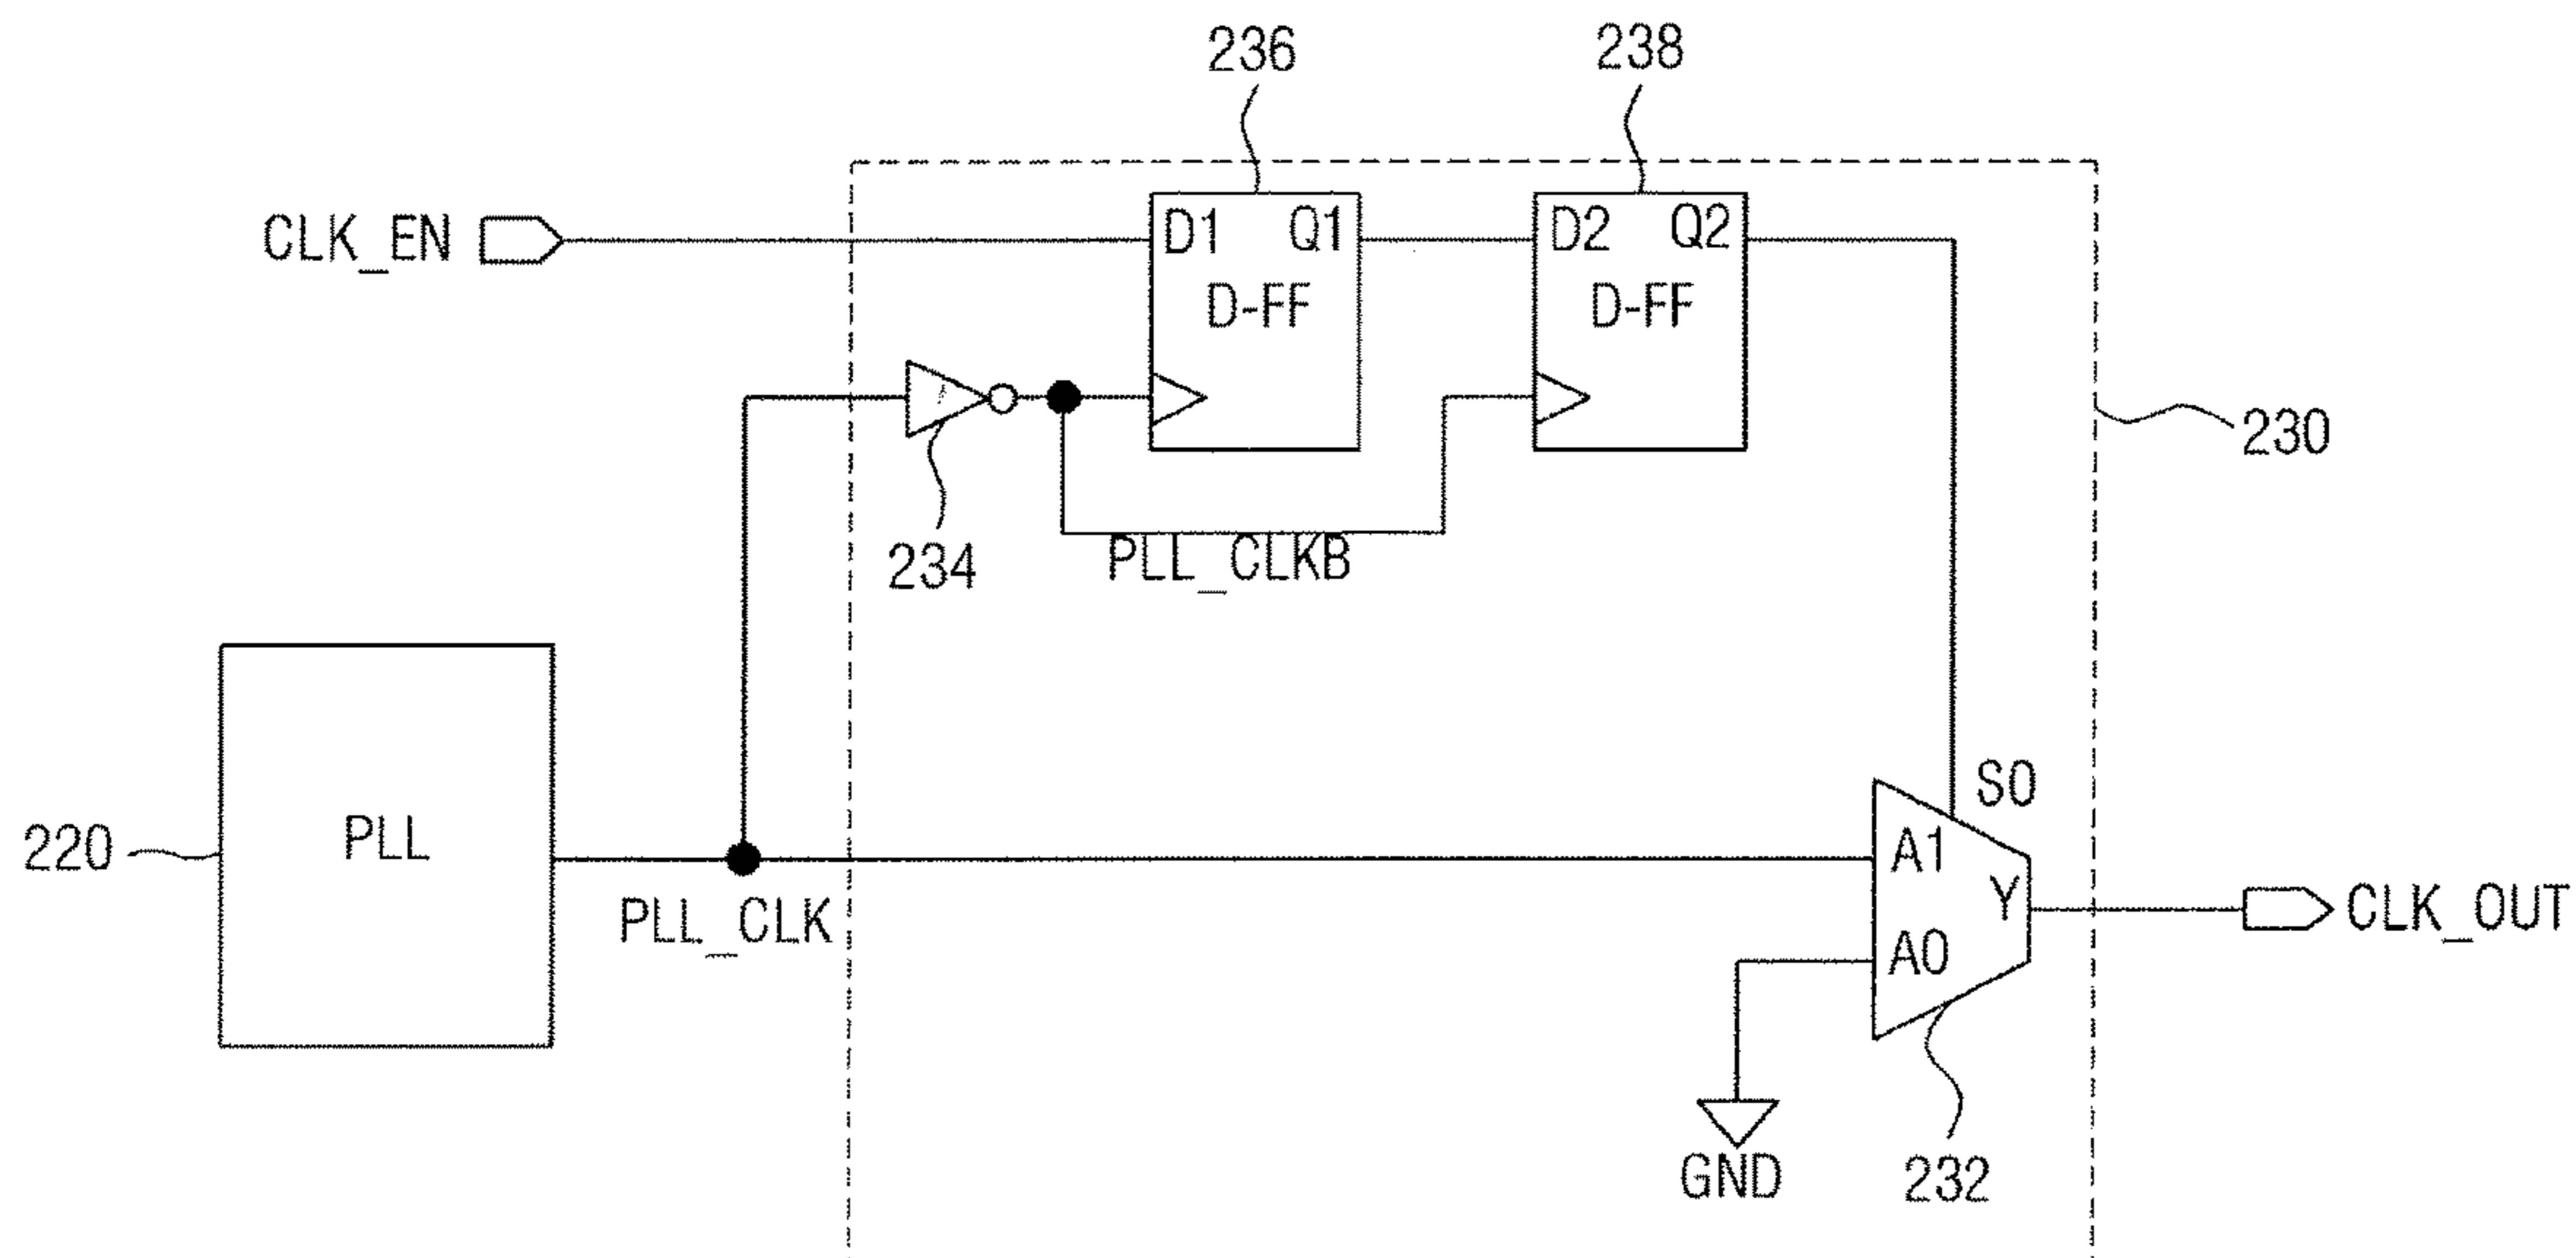 236
238
CLK_EN
D1
Q1
D-FF
D2
Q2
D-FF
230
234
PLL_CLKB
220
PLL
PLL_CLK
S0
A1
Y
A0
CLK_OUT
GND
232